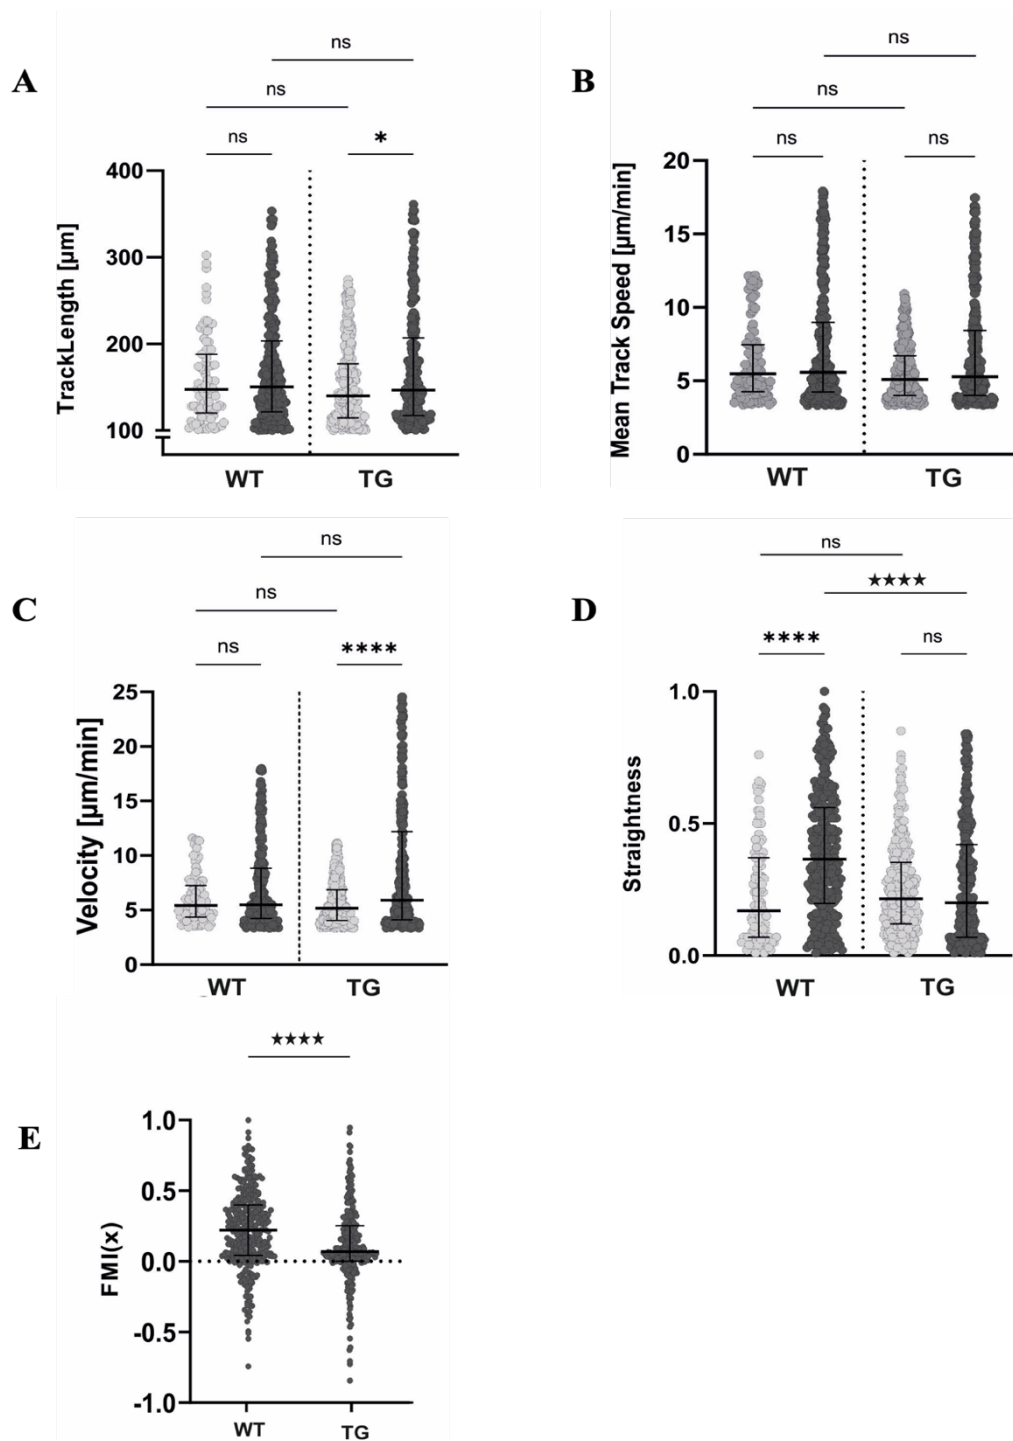 A
ns
ns
ns
*
TrackLength [µm]
400
300
200
100
WT
TG
B
ns
ns
ns
ns
Mean Track Speed [µm/min]
20
15
10
5
0
WT
TG
C
ns
ns
ns
****
Velocity [µm/min]
25
20
15
10
5
0
WT
TG
D
ns
★★★★
****
ns
Straightness
1.0
0.5
0.0
WT
TG
E
★★★★
FMI(x)
1.0
0.5
0.0
-0.5
-1.0
WT
TG